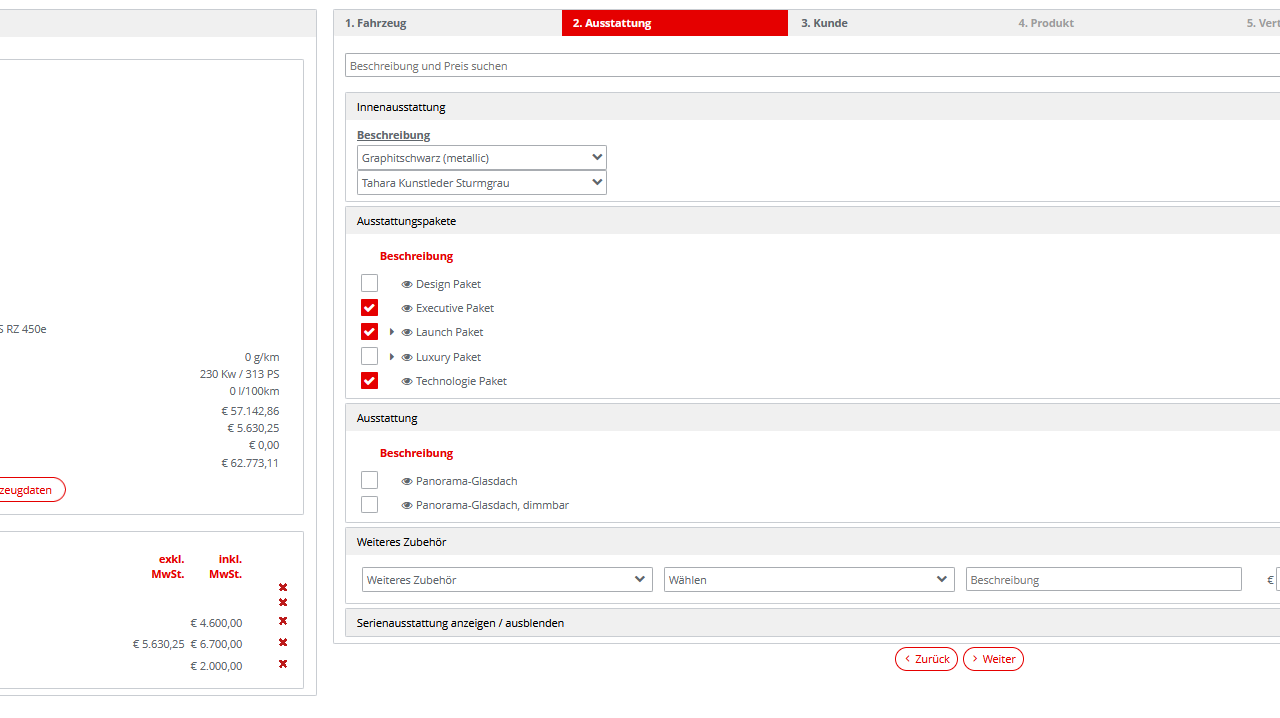 S RZ 450e
0 g/km
230 Kw / 313 PS
0 l/100km
€ 57.142,86
€ 5.630,25
€ 0,00
€ 62.773,11
zeugdaten
exkl. MwSt.
inkl. MwSt.
€ 4.600,00
€ 5.630,25 € 6.700,00
€ 2.000,00
1. Fahrzeug
2. Ausstattung
3. Kunde
4. Produkt
5. Vert
Beschreibung und Preis suchen
Innenausstattung
Beschreibung
Graphitschwarz (metallic)
Tahara Kunstleder Sturmgrau
Ausstattungspakete
Beschreibung
Design Paket
Executive Paket
Launch Paket
Luxury Paket
Technologie Paket
Ausstattung
Beschreibung
Panorama-Glasdach
Panorama-Glasdach, dimmbar
Weiteres Zubehör
Weiteres Zubehör
Wählen
Beschreibung
€
Serienausstattung anzeigen / ausblenden
Zurück
Weiter